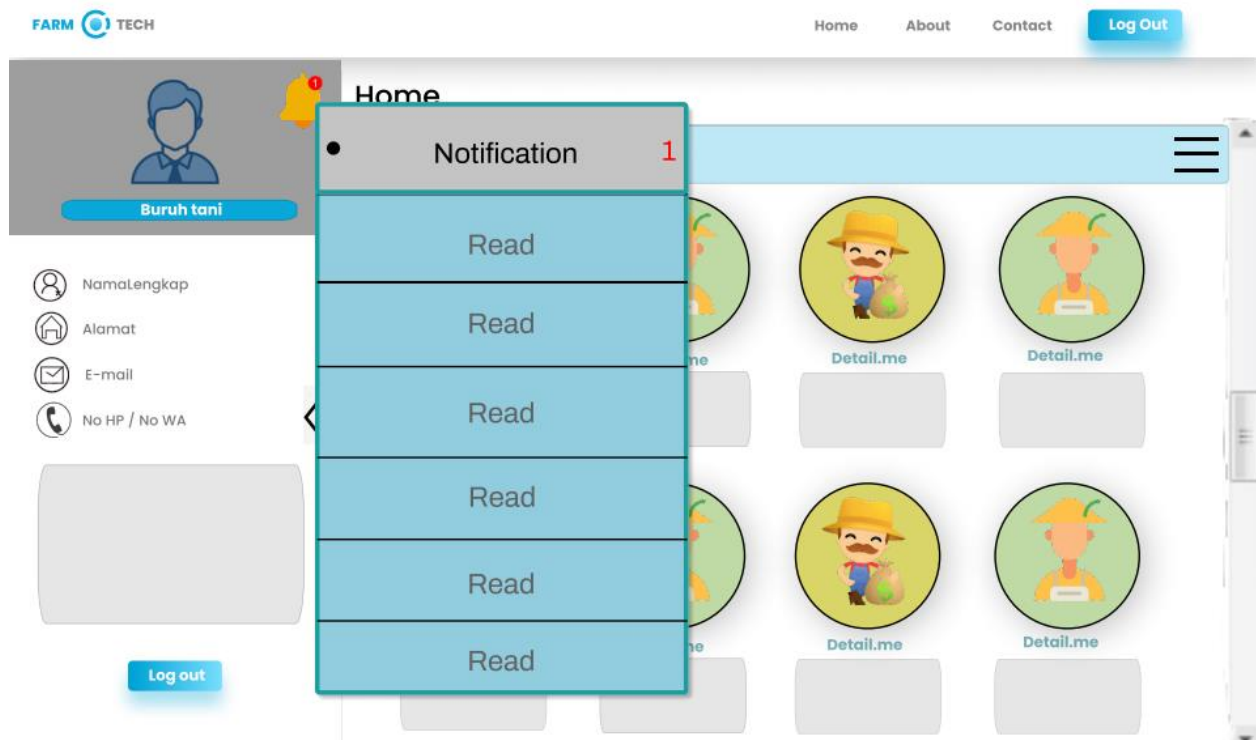 FARM TECH
Home About Contact Log Out
1
Buruh tani
NamaLengkap
Alamat
E-mail
No HP / No WA
Log out
Home
Notification 1
Read
Read
Read
Read
Read
Read
Detail.me
Detail.me
Detail.me
Detail.me